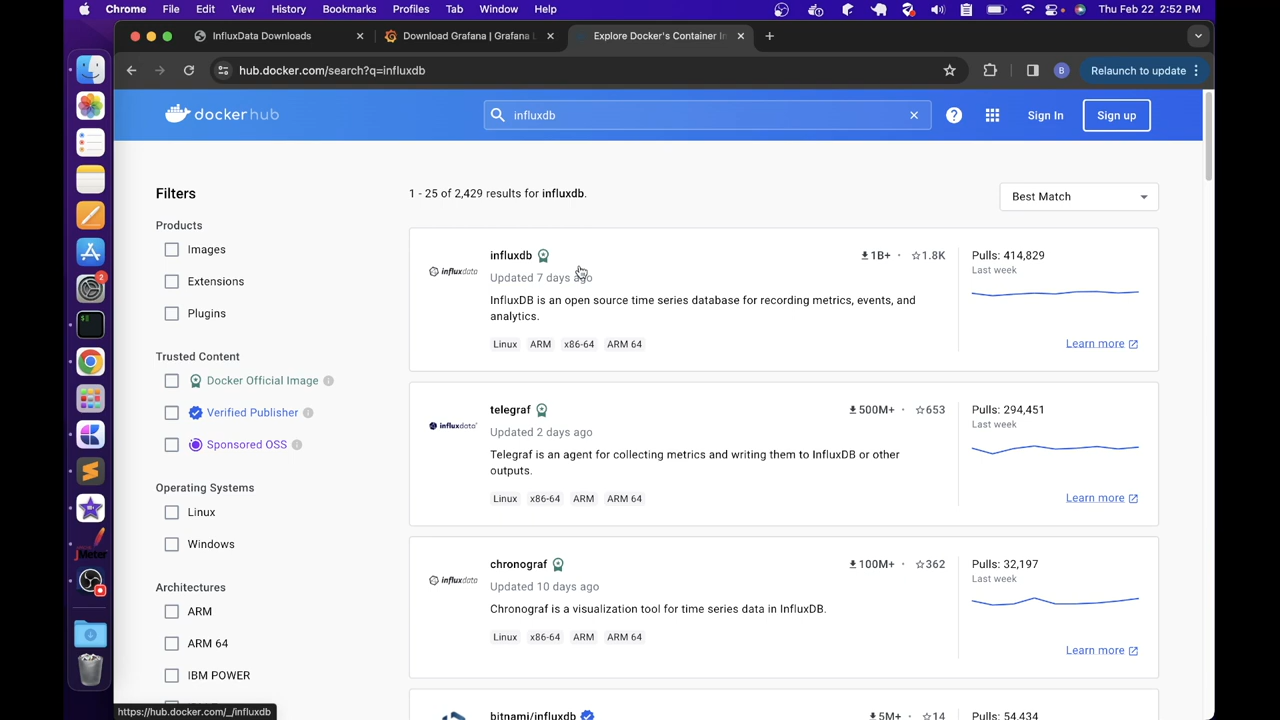 Chrome File Edit View History Bookmarks Profiles Tab Window Help Thu Feb 22 2:52 PM
InfluxData Downloads Download Grafana | Grafana L Explore Docker's Container Im
hub.docker.com/search?q=influxdb B Relaunch to update
dockerhub influxdb Sign In Sign up
Filters
1 - 25 of 2,429 results for influxdb.
Best Match
Products
Images
Extensions
Plugins
Trusted Content
Docker Official Image
Verified Publisher
Sponsored OSS
Operating Systems
Linux
Windows
Architectures
ARM
ARM 64
IBM POWER
influxdata
influxdb 1B+ · 1.8K Pulls: 414,829
Updated 7 days ago Last week
InfluxDB is an open source time series database for recording metrics, events, and
analytics.
Linux ARM x86-64 ARM 64 Learn more
influxdata
telegraf 500M+ · 653 Pulls: 294,451
Updated 2 days ago Last week
Telegraf is an agent for collecting metrics and writing them to InfluxDB or other
outputs.
Linux x86-64 ARM ARM 64 Learn more
influxdata
chronograf 100M+ · 362 Pulls: 32,197
Updated 10 days ago Last week
Chronograf is a visualization tool for time series data in InfluxDB.
Linux x86-64 ARM ARM 64 Learn more
bitnami/influxdb 5M+ · 14 Pulls: 54,434
https://hub.docker.com/_/influxdb
2
$
JMeter